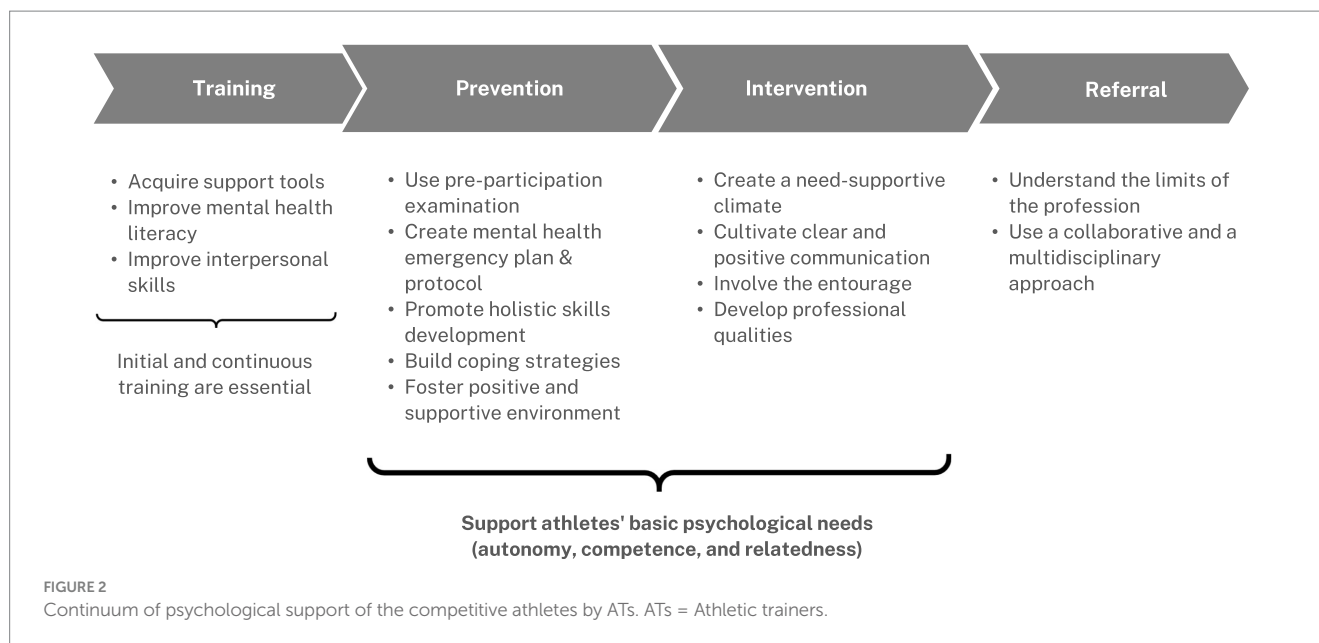 Training
Prevention
Intervention
Referral
• Acquire support tools
• Improve mental health
literacy
• Improve interpersonal
skills
Initial and continuous
training are essential
• Use pre-participation
examination
• Create mental health
emergency plan &
protocol
• Promote holistic skills
development
• Build coping strategies
• Foster positive and
supportive environment
• Create a need-supportive
climate
• Cultivate clear and
positive communication
• Involve the entourage
• Develop professional
qualities
• Understand the limits of
the profession
• Use a collaborative and a
multidisciplinary
approach
Support athletes' basic psychological needs
(autonomy, competence, and relatedness)
FIGURE 2
Continuum of psychological support of the competitive athletes by ATs. ATs = Athletic trainers.